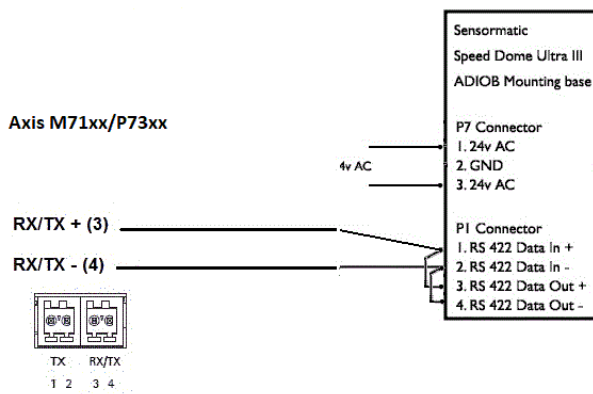 Sensormatic
Speed Dome Ultra III
ADIOB Mounting base
Axis M71xx/P73xx
P7 Connector
1. 24v AC
4v AC
2. GND
3. 24v AC
RX/TX + (3)
P1 Connector
1. RS 422 Data In +
RX/TX - (4)
2. RS 422 Data In -
3. RS 422 Data Out +
4. RS 422 Data Out -
TX RX/TX
1 2 3 4